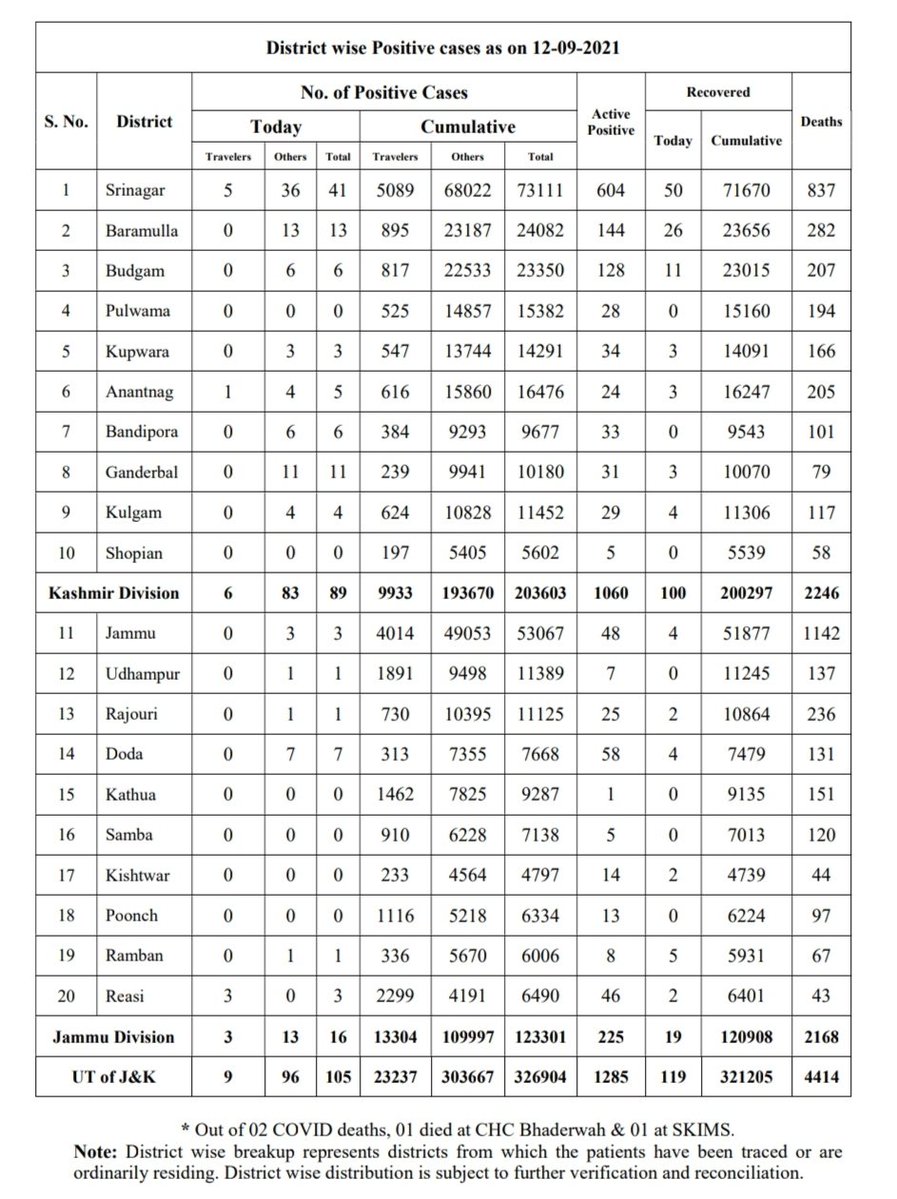 District wise Positive cases as on 12-09-2021
S. No. District No. of Positive Cases Active Positive Recovered Deaths
Today Cumulative Today Cumulative
Travelers Others Total Travelers Others Total
1 Srinagar 5 36 41 5089 68022 73111 604 50 71670 837
2 Baramulla 0 13 13 895 23187 24082 144 26 23656 282
3 Budgam 0 6 6 817 22533 23350 128 11 23015 207
4 Pulwama 0 0 0 525 14857 15382 28 0 15160 194
5 Kupwara 0 3 3 547 13744 14291 34 3 14091 166
6 Anantnag 1 4 5 616 15860 16476 24 3 16247 205
7 Bandipora 0 6 6 384 9293 9677 33 0 9543 101
8 Ganderbal 0 11 11 239 9941 10180 31 3 10070 79
9 Kulgam 0 4 4 624 10828 11452 29 4 11306 117
10 Shopian 0 0 0 197 5405 5602 5 0 5539 58
Kashmir Division 6 83 89 9933 193670 203603 1060 100 200297 2246
11 Jammu 0 3 3 4014 49053 53067 48 4 51877 1142
12 Udhampur 0 1 1 1891 9498 11389 7 0 11245 137
13 Rajouri 0 1 1 730 10395 11125 25 2 10864 236
14 Doda 0 7 7 313 7355 7668 58 4 7479 131
15 Kathua 0 0 0 1462 7825 9287 1 0 9135 151
16 Samba 0 0 0 910 6228 7138 5 0 7013 120
17 Kishtwar 0 0 0 233 4564 4797 14 2 4739 44
18 Poonch 0 0 0 1116 5218 6334 13 0 6224 97
19 Ramban 0 1 1 336 5670 6006 8 5 5931 67
20 Reasi 3 0 3 2299 4191 6490 46 2 6401 43
Jammu Division 3 13 16 13304 109997 123301 225 19 120908 2168
UT of J&K 9 96 105 23237 303667 326904 1285 119 321205 4414
* Out of 02 COVID deaths, 01 died at CHC Bhaderwah & 01 at SKIMS.
Note: District wise breakup represents districts from which the patients have been traced or are
ordinarily residing. District wise distribution is subject to further verification and reconciliation.